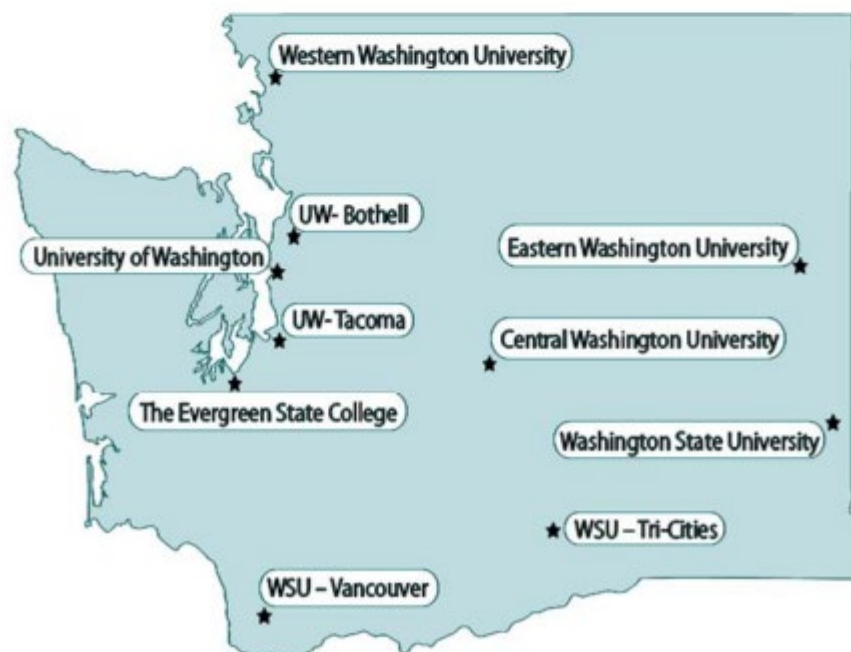 Western Washington University
UW- Bothell
Eastern Washington University
University of Washington
UW- Tacoma
Central Washington University
The Evergreen State College
Washington State University
WSU – Tri-Cities
WSU – Vancouver